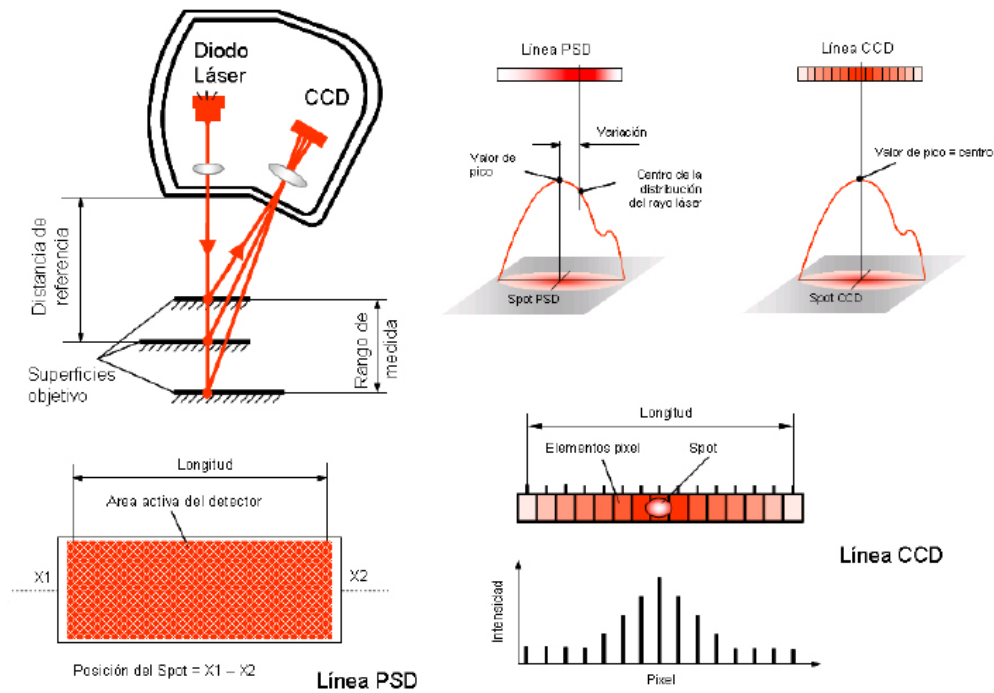 Diodo
Láser
CCD
Distancia de
referencia
Rango de
medida
Superficies
objetivo
Línea PSD
Variación
Valor de
pico
Centro de la
distribución
del rayo láser
Spot PSD
Línea CCD
Valor de pico = centro
Spot CCD
Longitud
Area activa del detector
X1
X2
Posición del Spot = X1 – X2
Línea PSD
Longitud
Elementos pixel
Spot
Línea CCD
Intensidad
Pixel